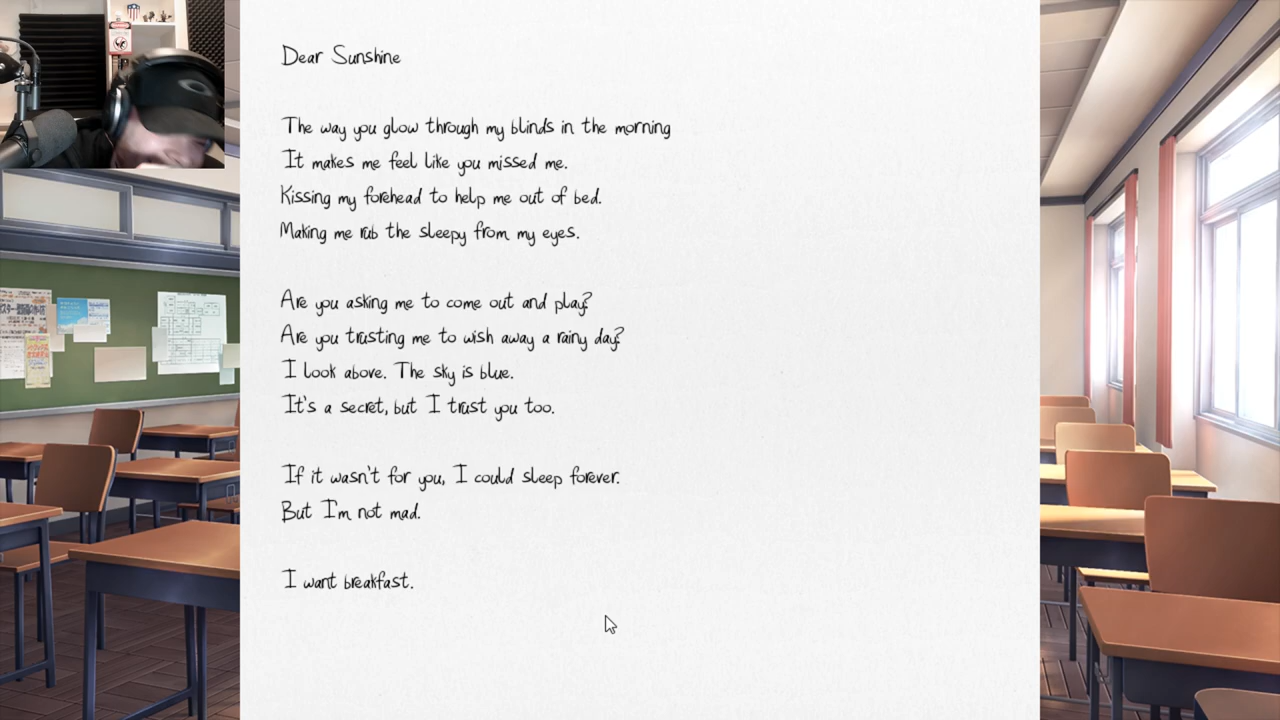 Dear Sunshine
The way you glow through my blinds in the morning
It makes me feel like you missed me.
Kissing my forehead to help me out of bed.
Making me rub the sleepy from my eyes.
Are you asking me to come out and play?
Are you trusting me to wish away a rainy day?
I look above. The sky is blue.
It's a secret, but I trust you too.
If it wasn't for you, I could sleep forever.
But I'm not mad.
I want breakfast.